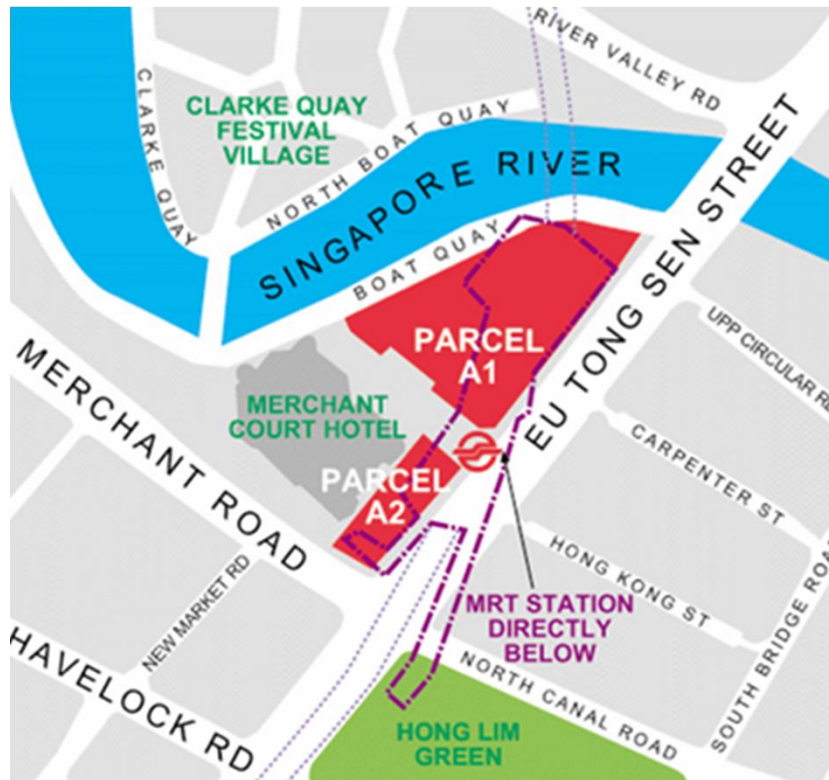 RIVER VALLEY RD
CLARKE QUAY
FESTIVAL
VILLAGE
CLARKE QUAY
NORTH BOAT QUAY
SINGAPORE RIVER
BOAT QUAY
EU TONG SEN STREET
PARCEL
A1
UPP CIRCULAR RD
MERCHANT ROAD
MERCHANT
COURT HOTEL
CARPENTER ST
PARCEL
A2
HONG KONG ST
NEW MARKET RD
MRT STATION
DIRECTLY
BELOW
SOUTH BRIDGE ROAD
HAVELOCK RD
NORTH CANAL ROAD
HONG LIM
GREEN